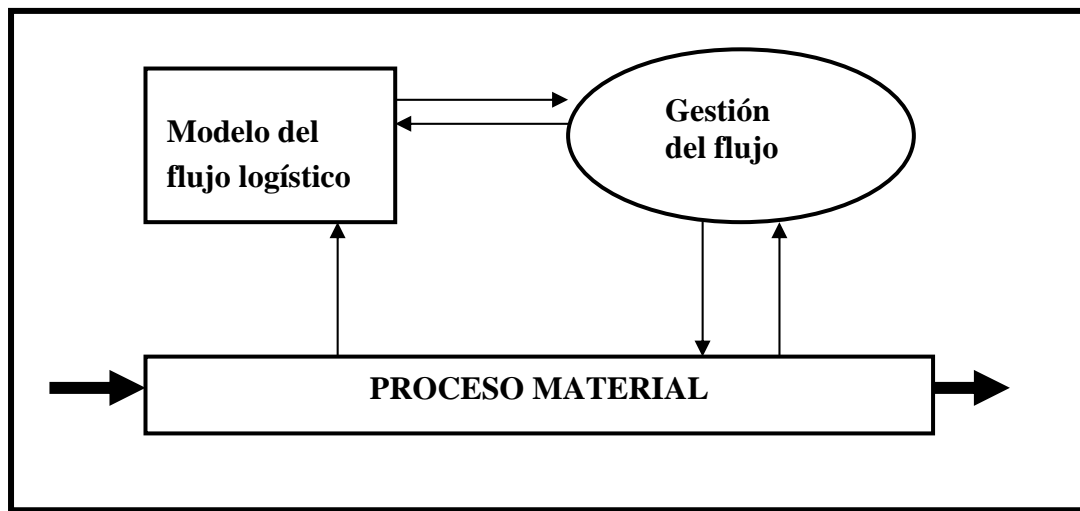 Modelo del
flujo logístico
Gestión
del flujo
PROCESO MATERIAL